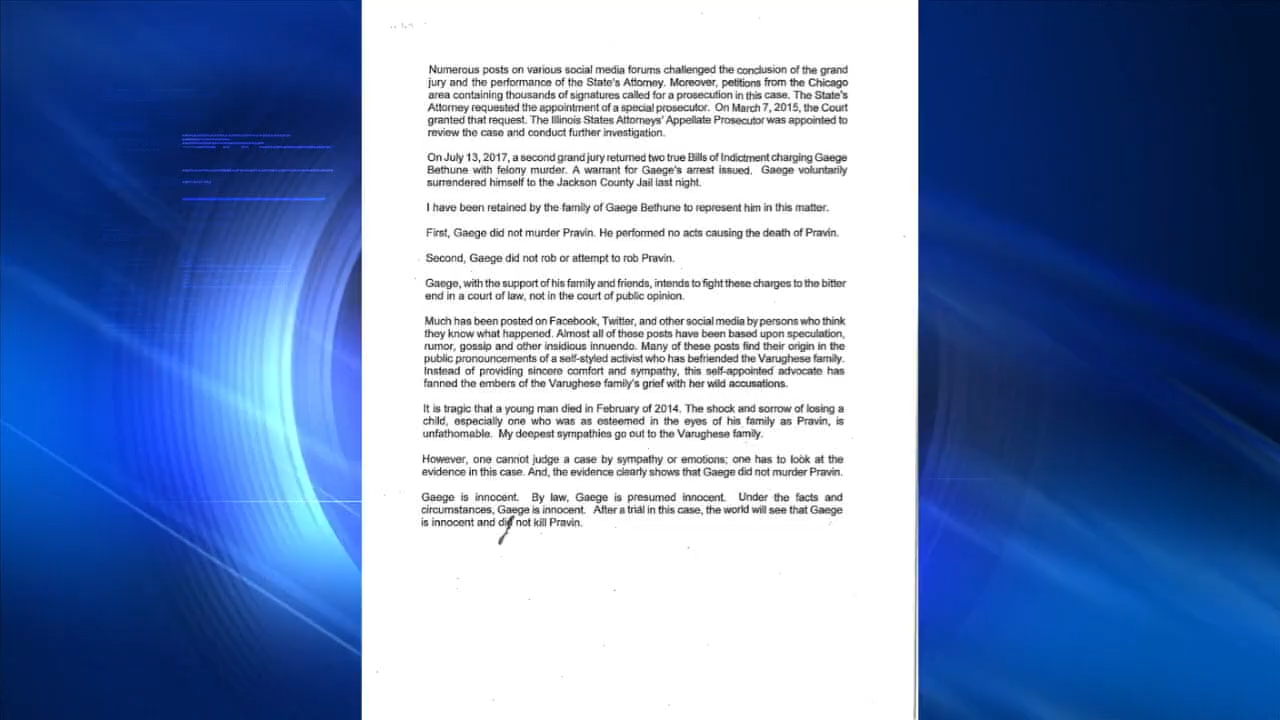 Numerous posts on various social media forums challenged the conclusion of the grand
jury and the performance of the State's Attorney. Moreover, petitions from the Chicago
area containing thousands of signatures called for a prosecution in this case. The State's
Attorney requested the appointment of a special prosecutor. On March 7, 2015, the Court
granted that request. The Illinois States Attorneys' Appellate Prosecutor was appointed to
review the case and conduct further investigation.
On July 13, 2017, a second grand jury returned two true Bills of Indictment charging Gaege
Bethune with felony murder. A warrant for Gaege's arrest issued. Gaege voluntarily
surrendered himself to the Jackson County Jail last night.
I have been retained by the family of Gaege Bethune to represent him in this matter.
First, Gaege did not murder Pravin. He performed no acts causing the death of Pravin.
Second, Gaege did not rob or attempt to rob Pravin.
Gaege, with the support of his family and friends, intends to fight these charges to the bitter
end in a court of law, not in the court of public opinion.
Much has been posted on Facebook, Twitter, and other social media by persons who think
they know what happened. Almost all of these posts have been based upon speculation,
rumor, gossip and other insidious innuendo. Many of these posts find their origin in the
public pronouncements of a self-styled activist who has befriended the Varughese family.
Instead of providing sincere comfort and sympathy, this self-appointed advocate has
fanned the embers of the Varughese family's grief with her wild accusations.
It is tragic that a young man died in February of 2014. The shock and sorrow of losing a
child, especially one who was as esteemed in the eyes of his family as Pravin, is
unfathomable. My deepest sympathies go out to the Varughese family.
However, one cannot judge a case by sympathy or emotions; one has to look at the
evidence in this case. And, the evidence clearly shows that Gaege did not murder Pravin.
Gaege is innocent. By law, Gaege is presumed innocent. Under the facts and
circumstances, Gaege is innocent. After a trial in this case, the world will see that Gaege
is innocent and did not kill Pravin.